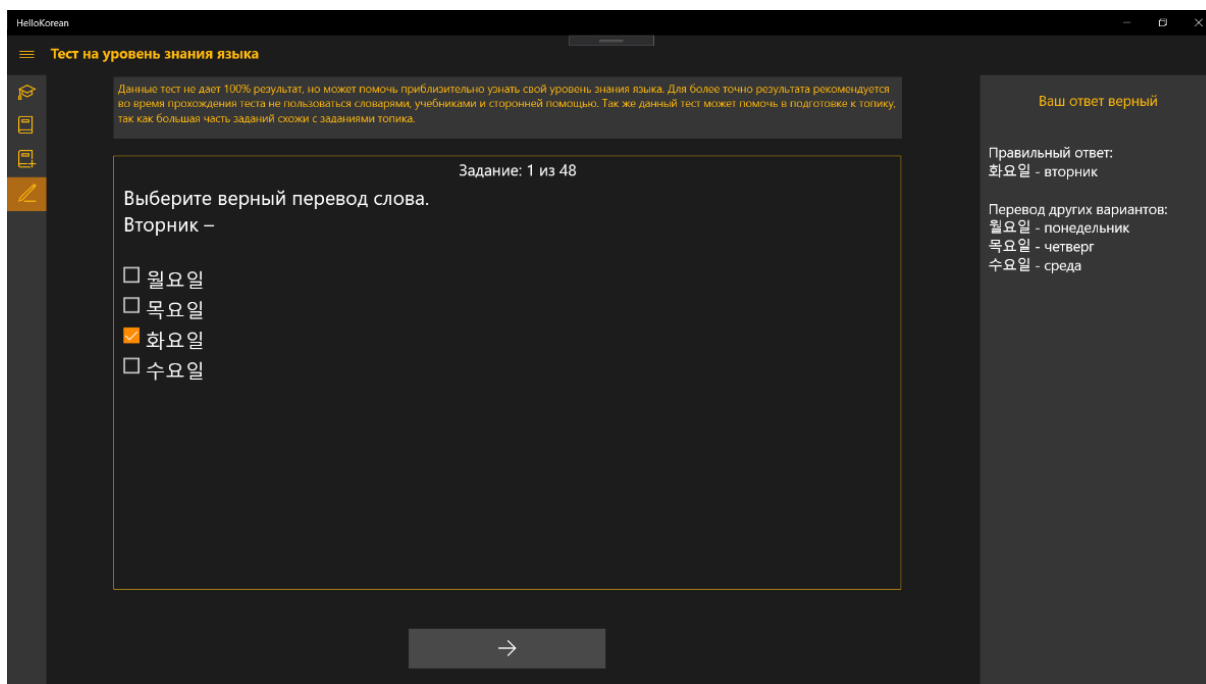 HelloKorean
Тест на уровень знания языка
Данные тест не дает 100% результат, но может помочь приблизительно узнать свой уровень знания языка. Для более точно результата рекомендуется
во время прохождения теста не пользоваться словарями, учебниками и сторонней помощью. Так же данный тест может помочь в подготовке к топику,
так как большая часть заданий схожи с заданиями топика.
Задание: 1 из 48
Выберите верный перевод слова.
Вторник –
월요일
목요일
화요일
수요일
Ваш ответ верный
Правильный ответ:
화요일 - вторник
Перевод других вариантов:
월요일 - понедельник
목요일 - четверг
수요일 - среда